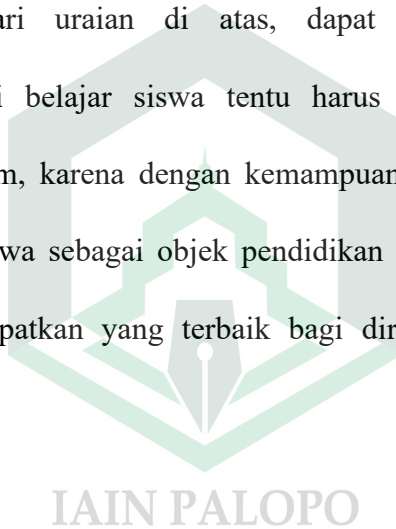 ari uraian di atas, dapat
i belajar siswa tentu harus
m, karena dengan kemampuan
wa sebagai objek pendidikan
patkan yang terbaik bagi dir
IAIN PALOPO